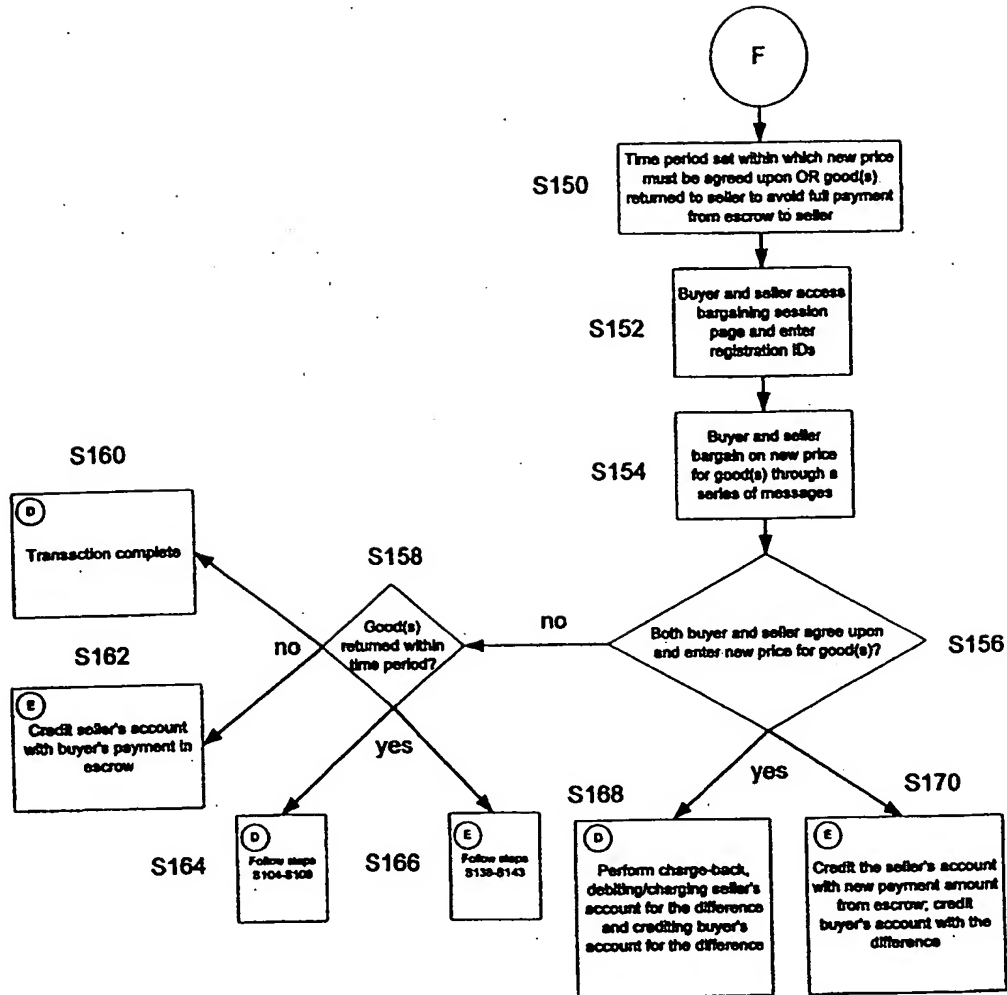 F
S150
Time period set within which new price
must be agreed upon OR good(s)
returned to seller to avoid full payment
from escrow to seller
S152
Buyer and seller access
bargaining session
page and enter
registration IDs
S154
Buyer and seller
bargain on new price
for good(s) through a
series of messages
S156
Both buyer and seller agree upon
and enter new price for good(s)?
no
yes
S158
Good(s)
returned within
time period?
no
yes
S160
D
Transaction complete
S162
E
Credit seller's account
with buyer's payment in
escrow
S164
D
Follow steps
S104-S109
S166
E
Follow steps
S138-S143
S168
D
Perform charge-back,
debiting/charging seller's
account for the difference
and crediting buyer's
account for the difference
S170
E
Credit the seller's account
with new payment amount
from escrow; credit
buyer's account with the
difference